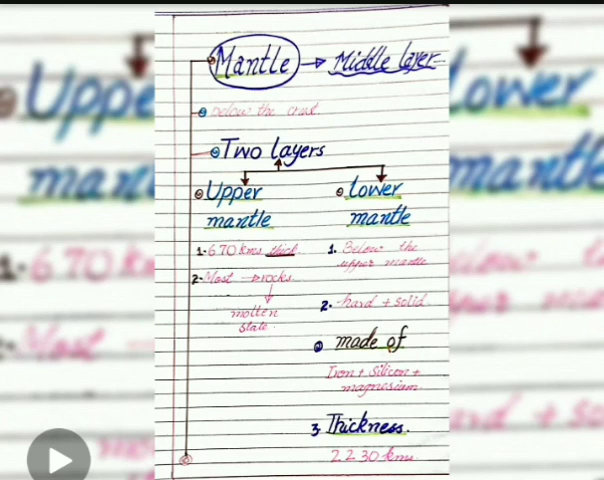 Mantle → Middle layer
Below the crust
Two layers
Upper mantle
1. 670 kms thick
2. Most → rocks
molten state.
Lower mantle
1. Below the upper mantle
2. hard + solid.
made of
Iron + Silicon + magnesium.
3. Thickness.
2230 kms